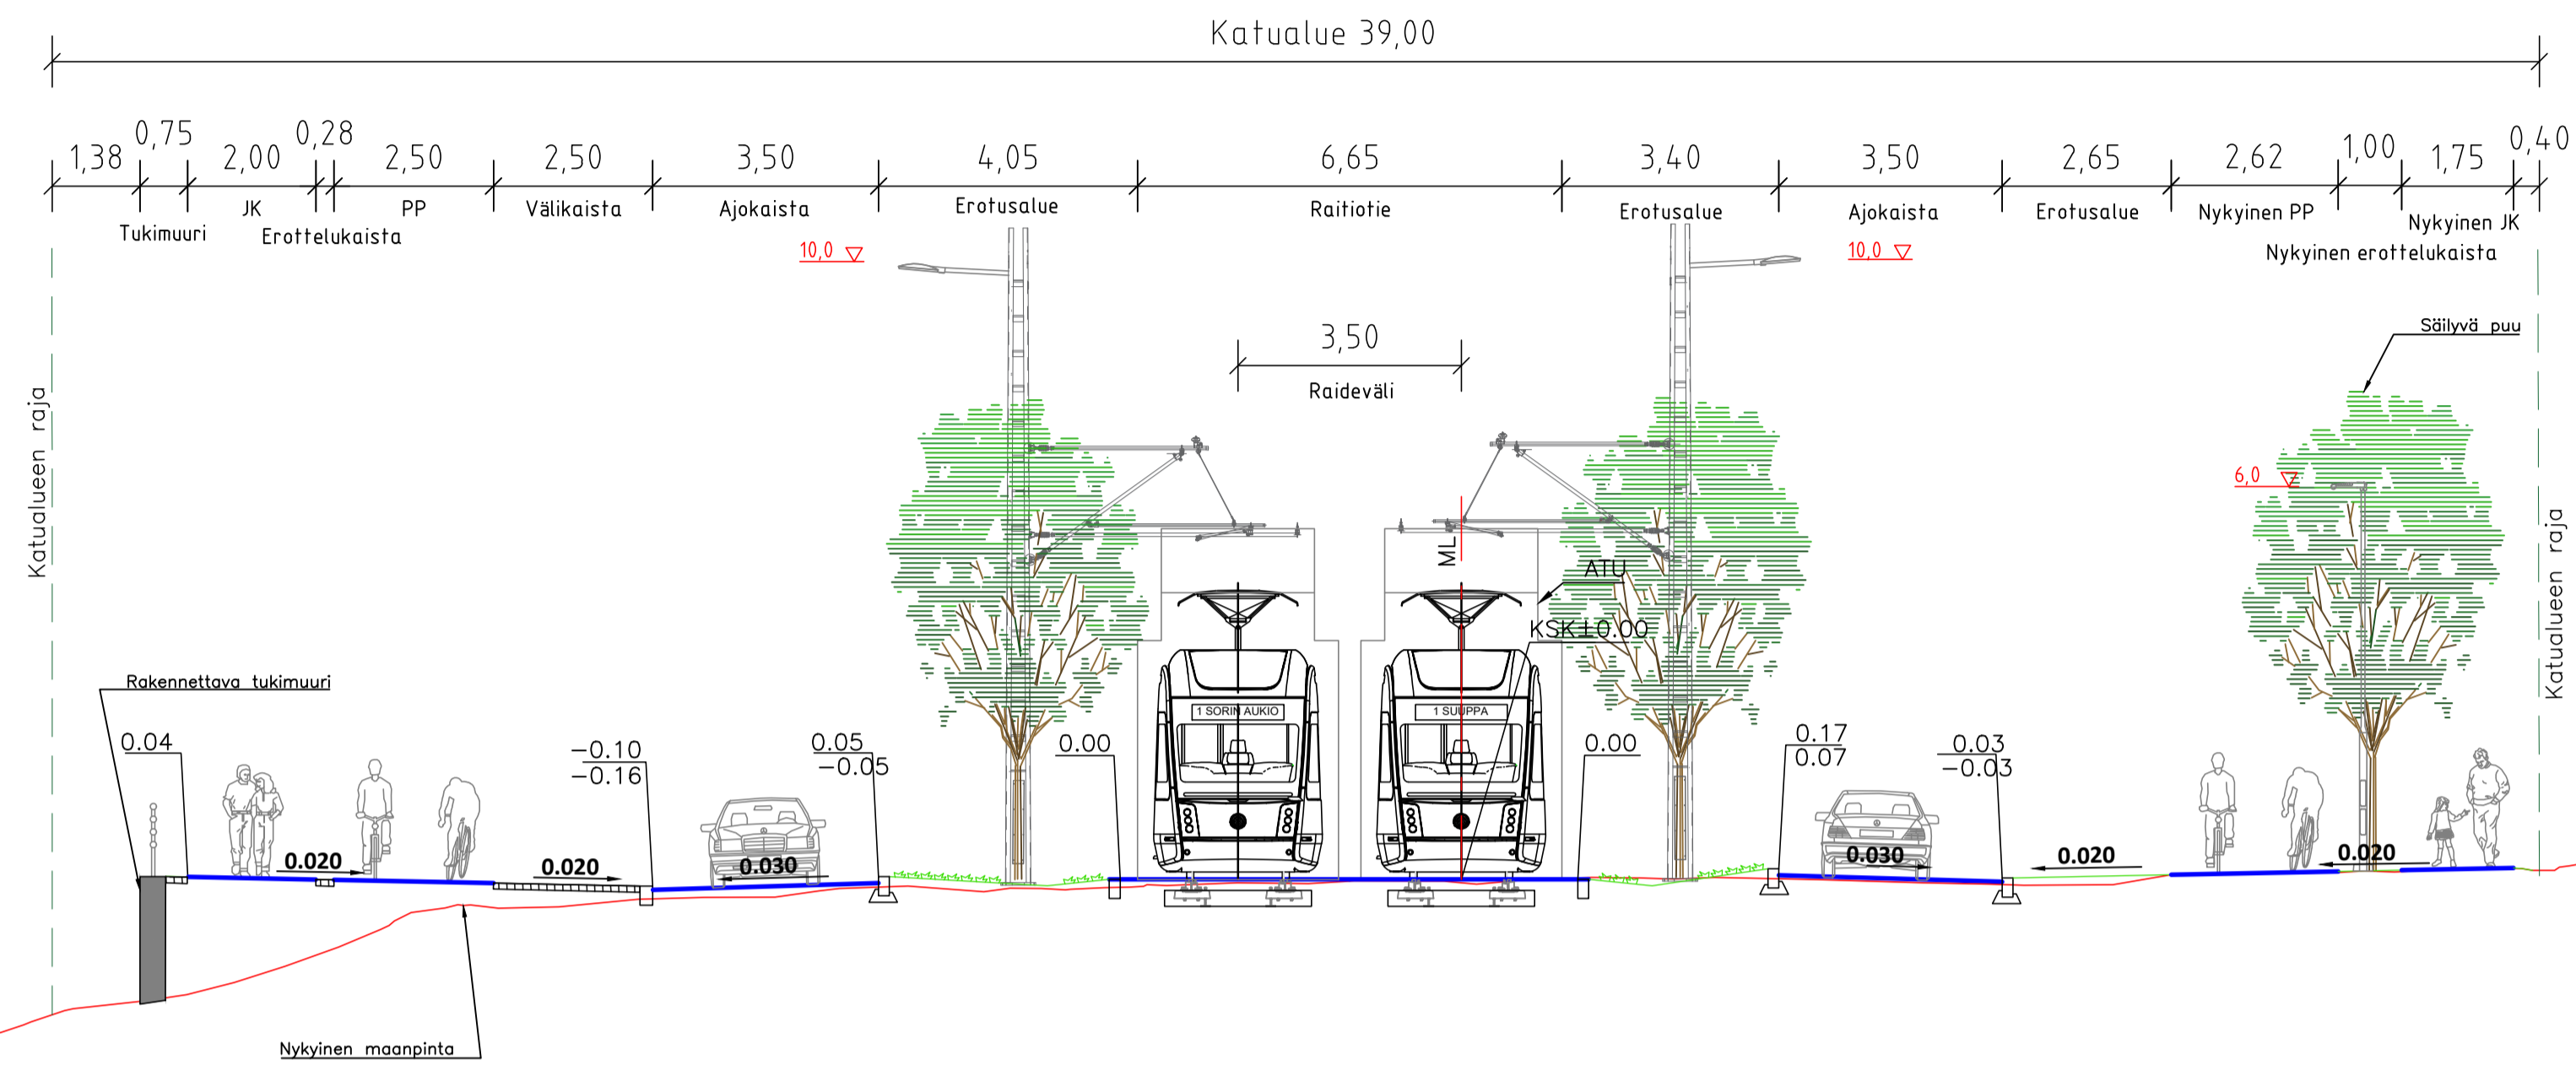 Katualue 39,00
1,38 0,75 2,00 0,28 2,50 2,50 3,50 4,05 6,65 3,40 3,50 2,65 2,62 1,00 1,75 0,40
Tukimuuri
JK
Erottelukaista
PP
Välikaista
Ajokaista
Erotusalue
Raitiotie
Erotusalue
Ajokaista
Erotusalue
Nykyinen PP
Nykyinen JK
Nykyinen erottelukaista
10,0
10,0
3,50
Raideväli
Säilyvä puu
6,0
Katualueen raja
Katualueen raja
ML
ATU
KSK±0.00
Rakennettava tukimuuri
1 SORIN AUKIO
1 SUUPPA
0.04
-0.10
-0.16
0.05
-0.05
0.00
0.00
0.17
0.07
0.03
-0.03
0.020
0.020
0.030
0.030
0.020
0.020
Nykyinen maanpinta